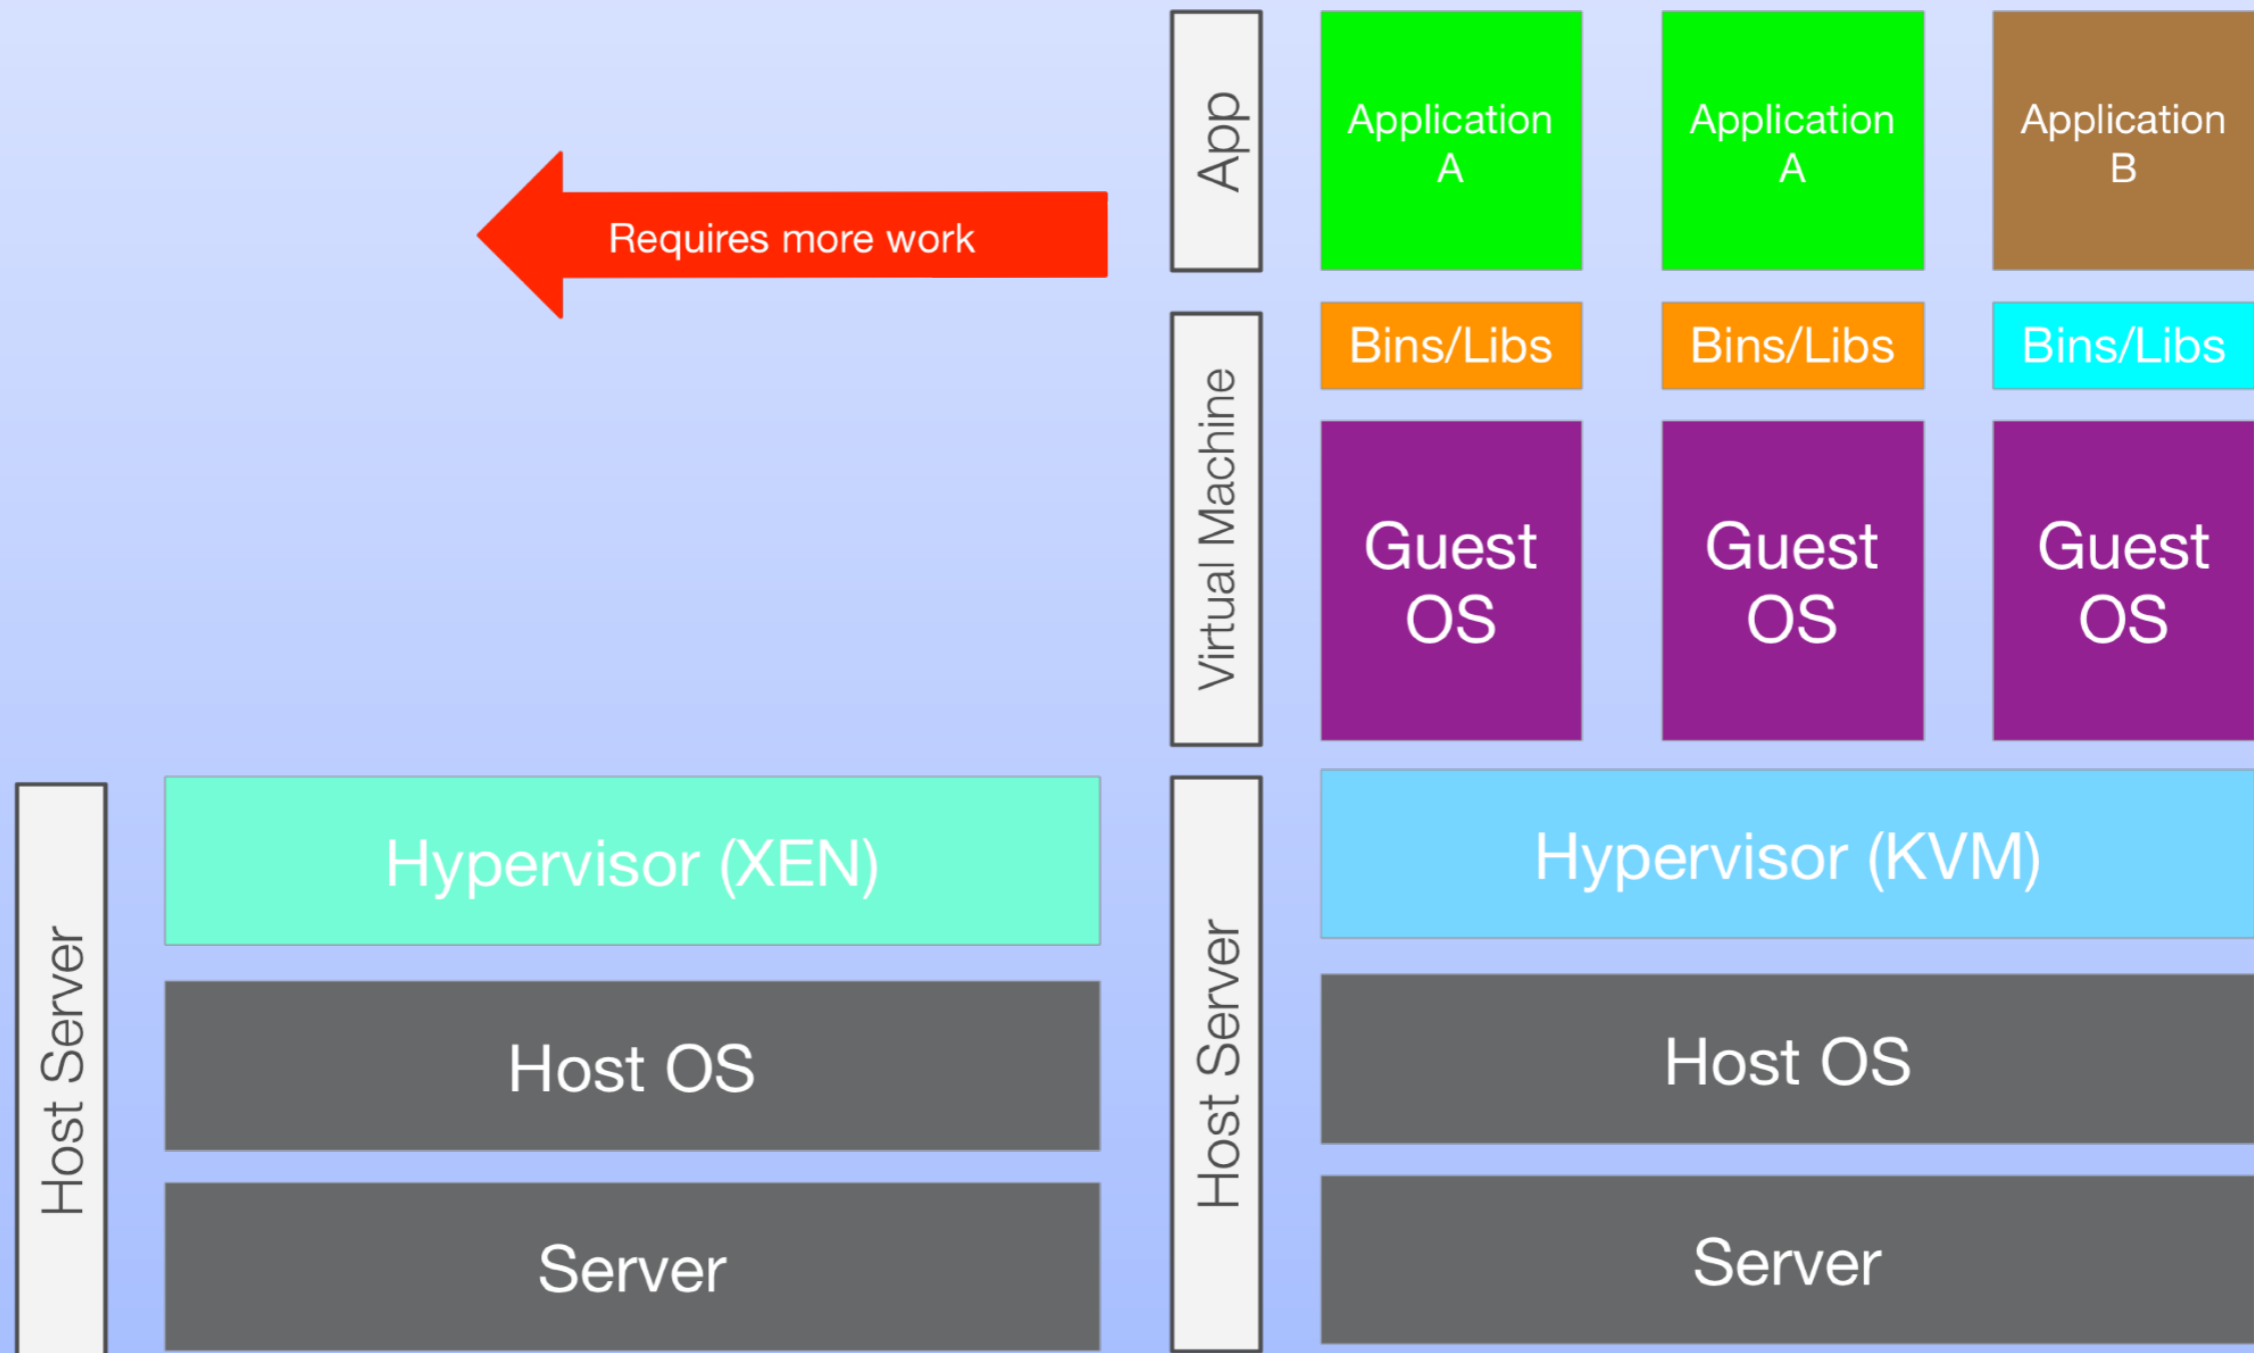 App
Application
A
Application
A
Application
B
Requires more work
Virtual Machine
Bins/Libs
Bins/Libs
Bins/Libs
Guest
OS
Guest
OS
Guest
OS
Host Server
Hypervisor (XEN)
Host OS
Server
Host Server
Hypervisor (KVM)
Host OS
Server